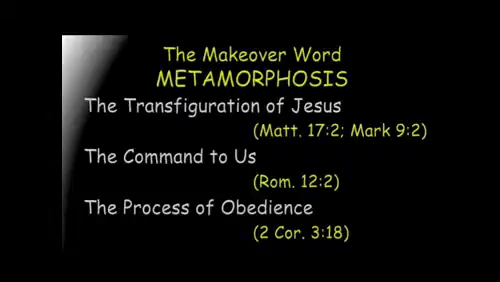 The Makeover Word
METAMORPHOSIS
The Transfiguration of Jesus
(Matt. 17:2; Mark 9:2)
The Command to Us
(Rom. 12:2)
The Process of Obedience
(2 Cor. 3:18)